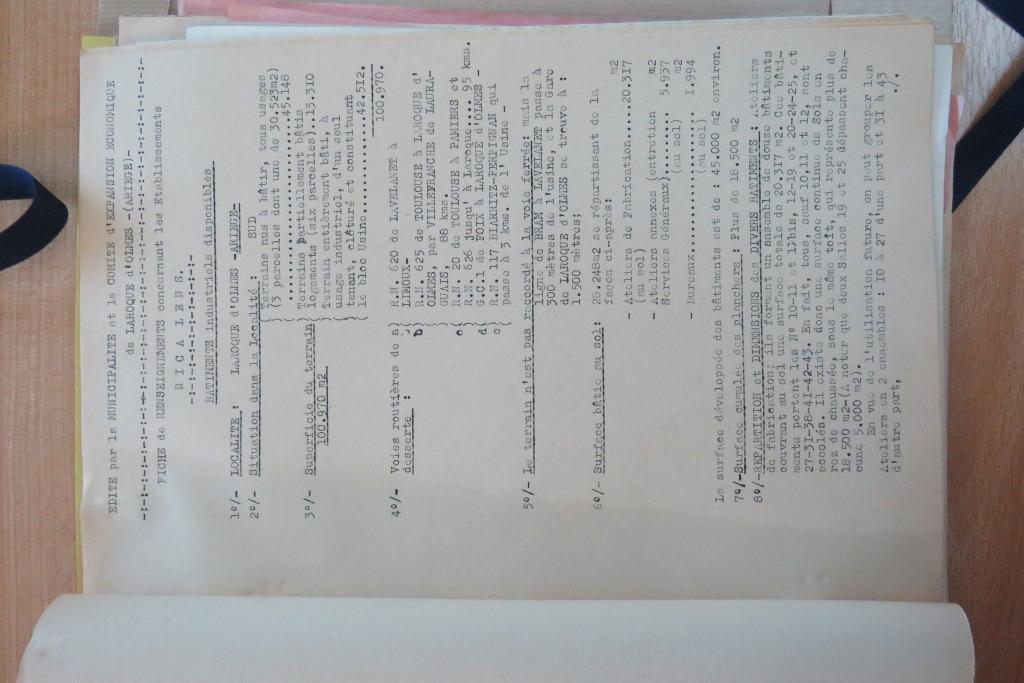 EDITE par la MUNICIPALITE et le COMITE D'EXPANSION ECONOMIQUE
de LAROQUE d'OLMES -(ARIEGE)-
FICHE de RENSEIGNEMENTS concernant les Etablissements
R I C A L E N S,
BATIMENTS industriels disponibles
1º/- LOCALITE : LAROQUE d'OLMES -ARIEGE-
2º/- Situation dans la Localité : SUD
3º/- Superficie du terrain
100.970 m2
(Terrains nus à bâtir, tous usages
(3 parcelles dont une de 30.523m2)
....................45.148
Terrains partiellement bâtis
logements (six parcelles)..13.310
Terrain entièrement bâti, à
usage industriel d'un seul
tenant, clôturé et constituant
le bloc Usine..............42.512.
100.970.
4º/- Voies routières de
desserte :
a) R.N. 620 de LAVELANET à
LIMOUX-
b) R.N. 625 de TOULOUSE à LAROQUE d'
OLMES, par VILLEFRANCHE de LAURA-
GUAIS, 88 kms.
c) R.N. 20 de TOULOUSE à PAMIERS et
R.N. 626 jusqu'à Laroque.... 95 kms.
d) G.C.1 de FOIX à LAROQUE d'OLMES -
e) R.N. 117 BIARRITZ-PERPIGNAN qui
passe à 3 kms. de l'Usine -
5º/- Le terrain n'est pas raccordé à la voie ferrée: mais la
ligne de BRAM à LAVELANET passe à
300 mètres de l'usine, et la Gare
de LAROQUE d'OLMES se trouve à :
1.500 mètres;
6º/- Surface bâtie au sol: 28.248m2 se répartissant de la
façon ci-après:
m2
- Ateliers de Fabrication...20.317
(au sol)
- Ateliers annexes (entretien m2
Services Généraux)....... 5.937
(au sol) m2
- Bureaux.................. 1.994
(au sol)
La surface développée des bâtiments est de : 45.000 m2 environ.
7º/-Surface cumulée des planchers : Plus de 18.500 m2
8º/-REPARTITION et DIMENSIONS des DIVERS BATIMENTS : Ateliers
de fabrication; ils forment un ensemble de douze bâtiments
couvrant au sol une surface totale de 20.317 m2. Ces bâti-
ments portent les Nº 10-11 et 11bis, 12-19 et 20-24-25, et
27-31-38-41-42-43. En fait, tous, sauf 10,11 et 12, sont
accolés. Il existe donc une surface continue de Sols en
rez de chaussée, sous le même toit, qui représente plus de
18.500 m2-(A noter que deux Salles 19 et 25 dépassent cha-
cune 5.000 m2).
En vue de l'utilisation future, on peut grouper les
Ateliers en 2 ensembles : 10 à 27 d'une part et 31 à 43
d'autre part,
./.